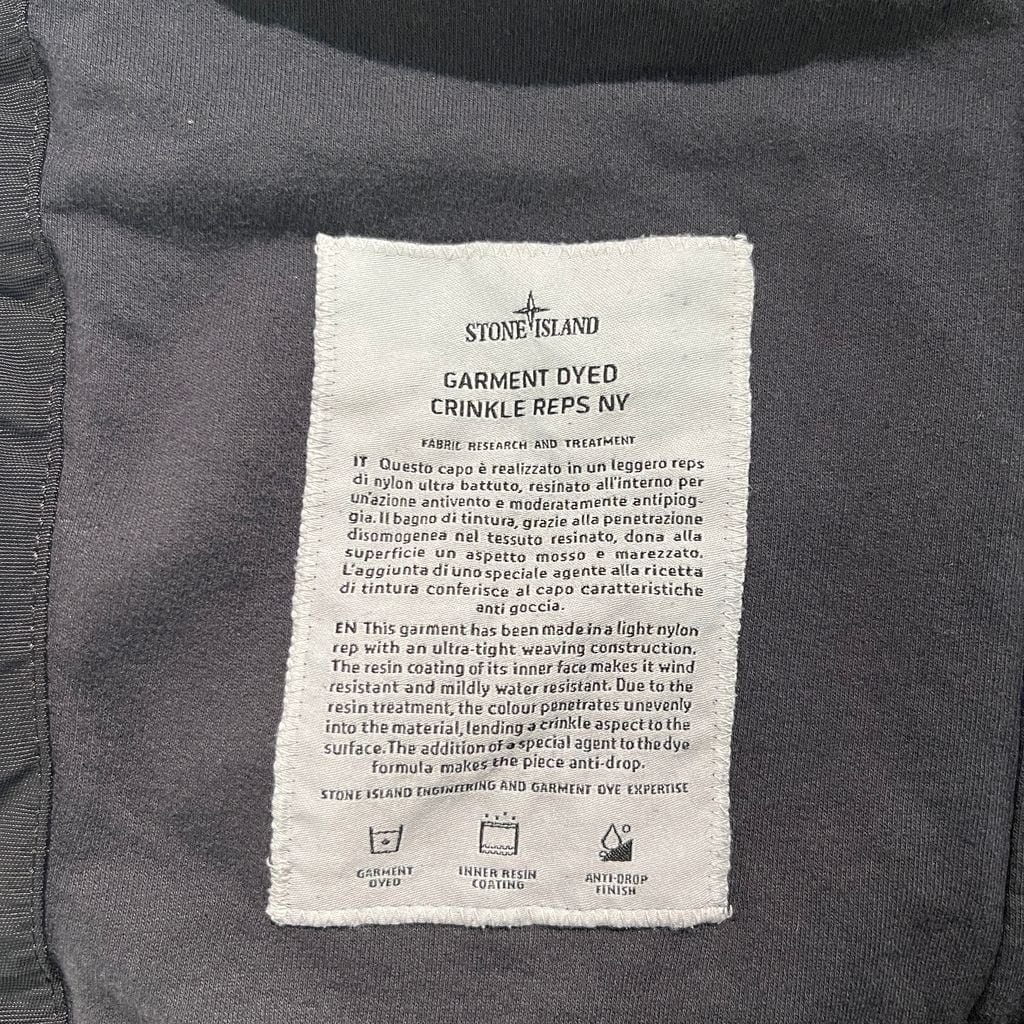 STONE ISLAND
GARMENT DYED
CRINKLE REPS NY
FABRIC RESEARCH AND TREATMENT
IT Questo capo è realizzato in un leggero reps
di nylon ultra battuto, resinato all'interno per
un'azione antivento e moderatamente antipiog-
gia. Il bagno di tintura, grazie alla penetrazione
disomogenea nel tessuto resinato, dona alla
superficie un aspetto mosso e marezzato.
L'aggiunta di uno speciale agente alla ricetta
di tintura conferisce al capo caratteristiche
anti goccia.
EN This garment has been made in a light nylon
rep with an ultra-tight weaving construction.
The resin coating of its inner face makes it wind
resistant and mildly water resistant. Due to the
resin treatment, the colour penetrates unevenly
into the material, lending a crinkle aspect to the
surface. The addition of a special agent to the dye
formula makes the piece anti-drop.
STONE ISLAND ENGINEERING AND GARMENT DYE EXPERTISE
GARMENT
DYED
INNER RESIN
COATING
ANTI-DROP
FINISH